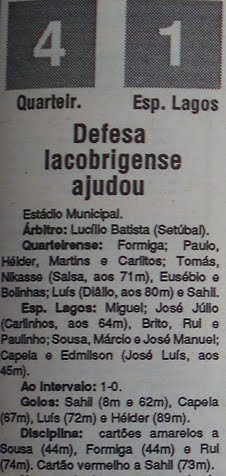 4 1
Quarteir. Esp. Lagos
Defesa
lacobrigense
ajudou
Estádio Municipal.
Árbitro: Lucílio Batista (Setúbal).
Quarteirense: Formiga; Paulo,
Hélder, Martins e Carlitos; Tomás,
Nikasse (Salsa, aos 71m), Eusébio e
Bolinhas; Luís (Diállo, aos 80m) e Sahli.
Esp. Lagos: Miguel; José Júlio
(Carlinhos, aos 64m), Brito, Rui e
Paulinho; Sousa, Márcio e José Manuel;
Capela e Edmilson (José Luís, aos
45m).
Ao intervalo: 1-0.
Golos: Sahli (8m e 62m), Capela
(67m), Luís (72m) e Hélder (89m).
Disciplina: cartões amarelos a
Sousa (44m), Formiga (44m) e Rui
(74m). Cartão vermelho a Sahli (73m).